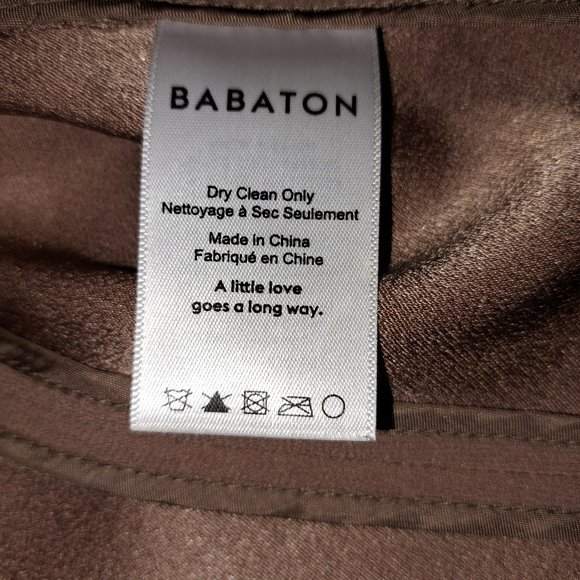 BABATON
Dry Clean Only
Nettoyage à Sec Seulement
Made in China
Fabriqué en Chine
A little love
goes a long way.